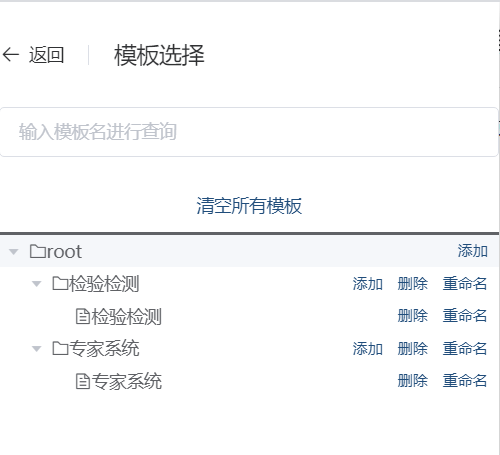 返回 模板选择
输入模板名进行查询
清空所有模板
root 添加
检验检测 添加 删除 重命名
检验检测 删除 重命名
专家系统 添加 删除 重命名
专家系统 删除 重命名